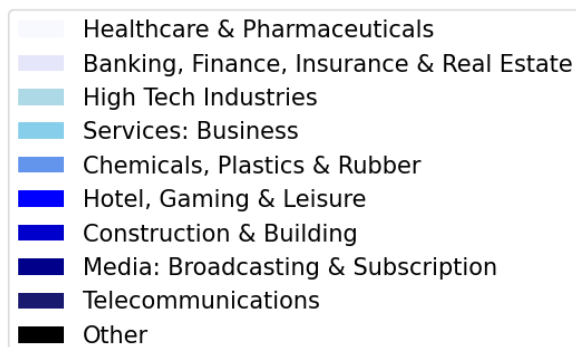 Healthcare & Pharmaceuticals
Banking, Finance, Insurance & Real Estate
High Tech Industries
Services: Business
Chemicals, Plastics & Rubber
Hotel, Gaming & Leisure
Construction & Building
Media: Broadcasting & Subscription
Telecommunications
Other